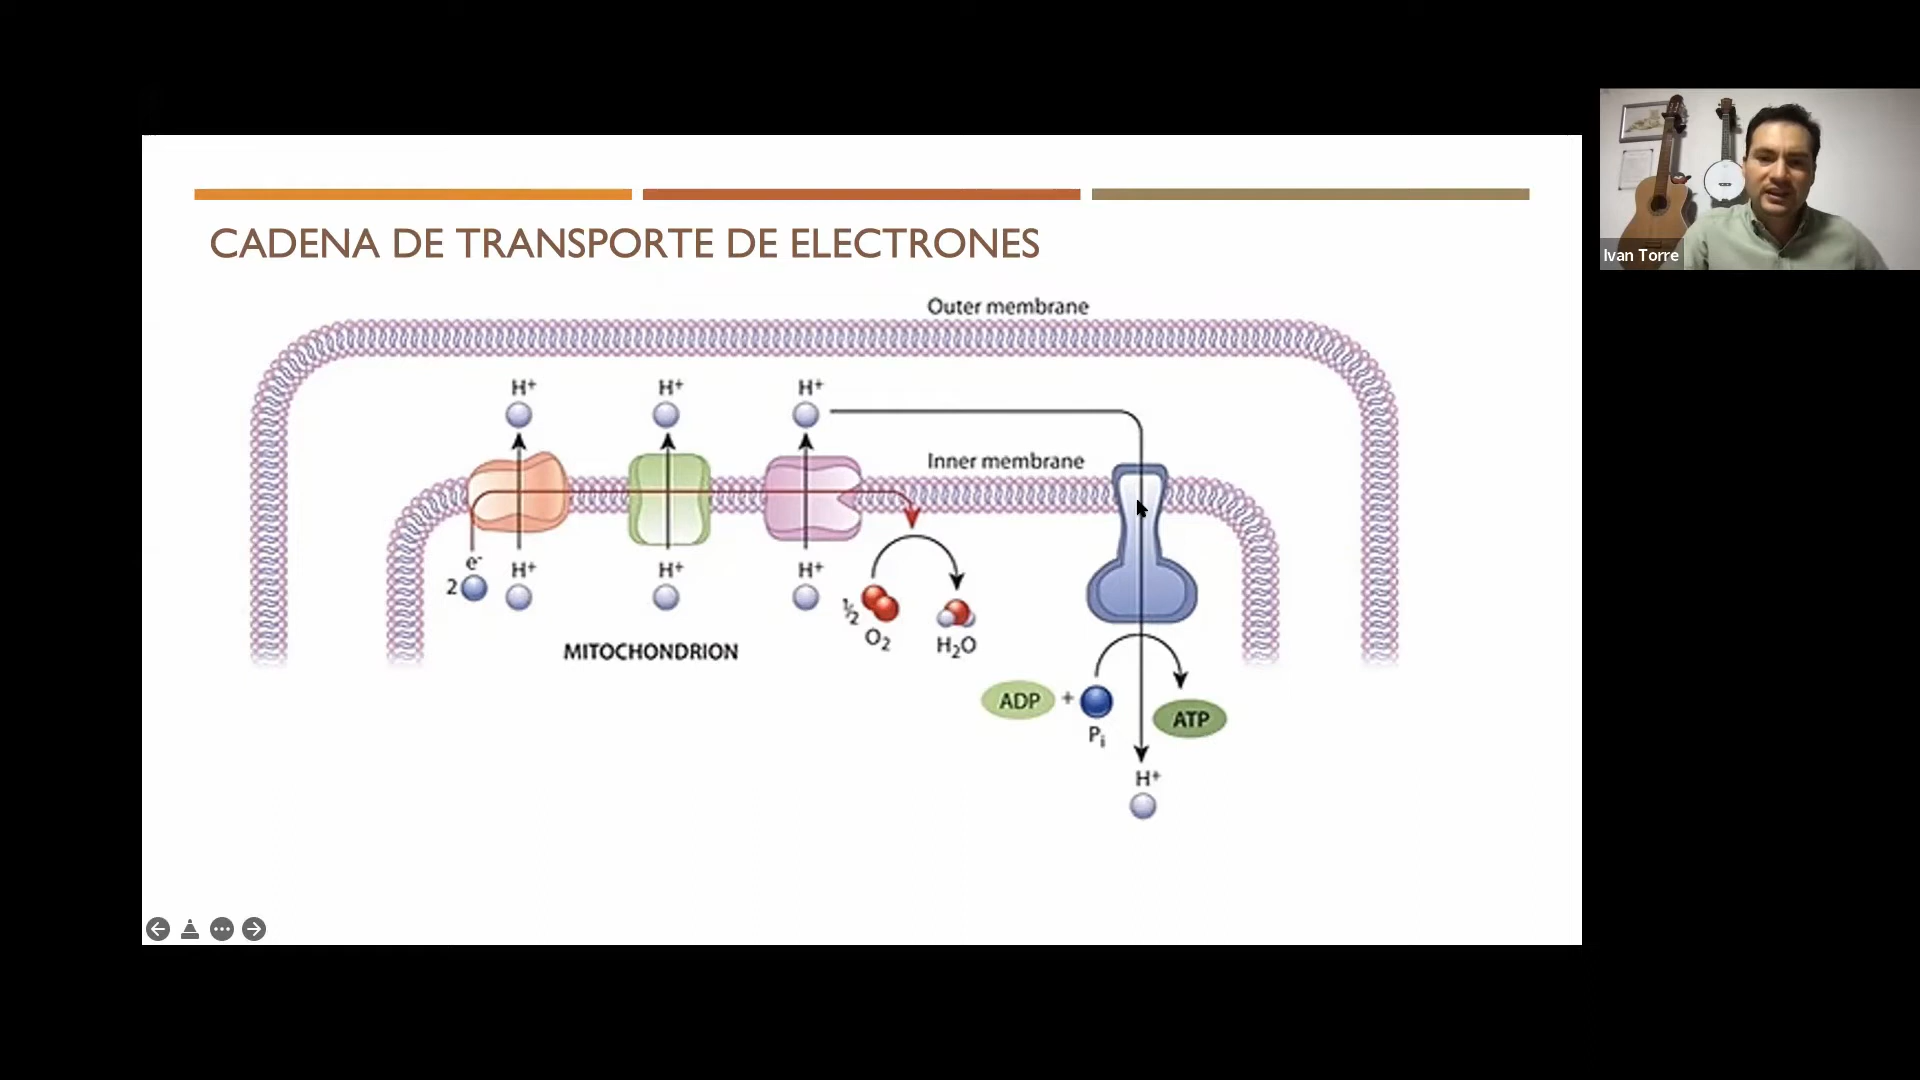 Ivan Torre
CADENA DE TRANSPORTE DE ELECTRONES
Outer membrane
H⁺ H⁺ H⁺
Inner membrane
e⁻ H⁺ H⁺ H⁺
2
½ O₂ H₂O
MITOCHONDRION
ADP + Pᵢ ATP
H⁺